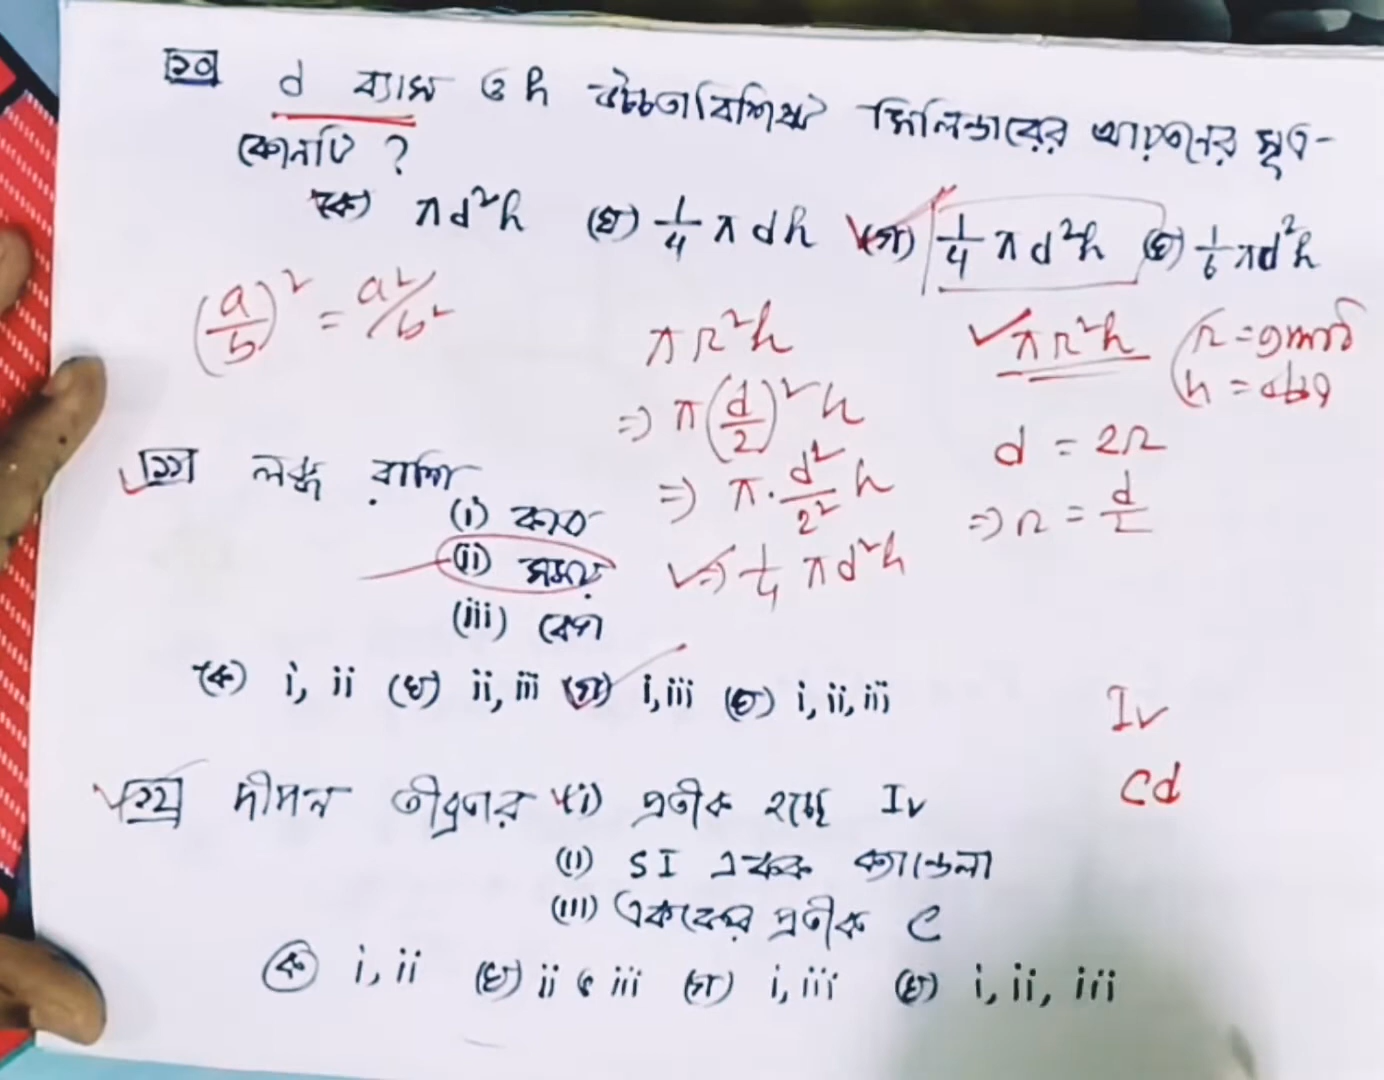 ১০ d ব্যাস ও h উচ্চতাবিশিষ্ট সিলিন্ডারের আয়তনের সূত্র-
কোনটি ?
(ক) πd²h (খ) 1/4 πdh (গ) 1/4 πd²h (ঘ) 1/6 πd²h
(a/b)² = a²/b²
πr²h
⇒ π(d/2)²h
⇒ π·d²/2² h
⇒ 1/4 πd²h
πr²h
h =
d = 2r
⇒ r = d/2
১১ লব্ধ রাশি
(i) কাজ
(ii) সময়
(iii) বেগ
(ক) i, ii (খ) ii, iii (গ) i, iii (ঘ) i, ii, iii
Iv
Cd
১২ দীপন তীব্রতার (i) প্রতীক হচ্ছে Iv
(ii) SI একক ক্যান্ডেলা
(iii) এককের প্রতীক C
(ক) i, ii (খ) ii ও iii (গ) i, iii (ঘ) i, ii, iii